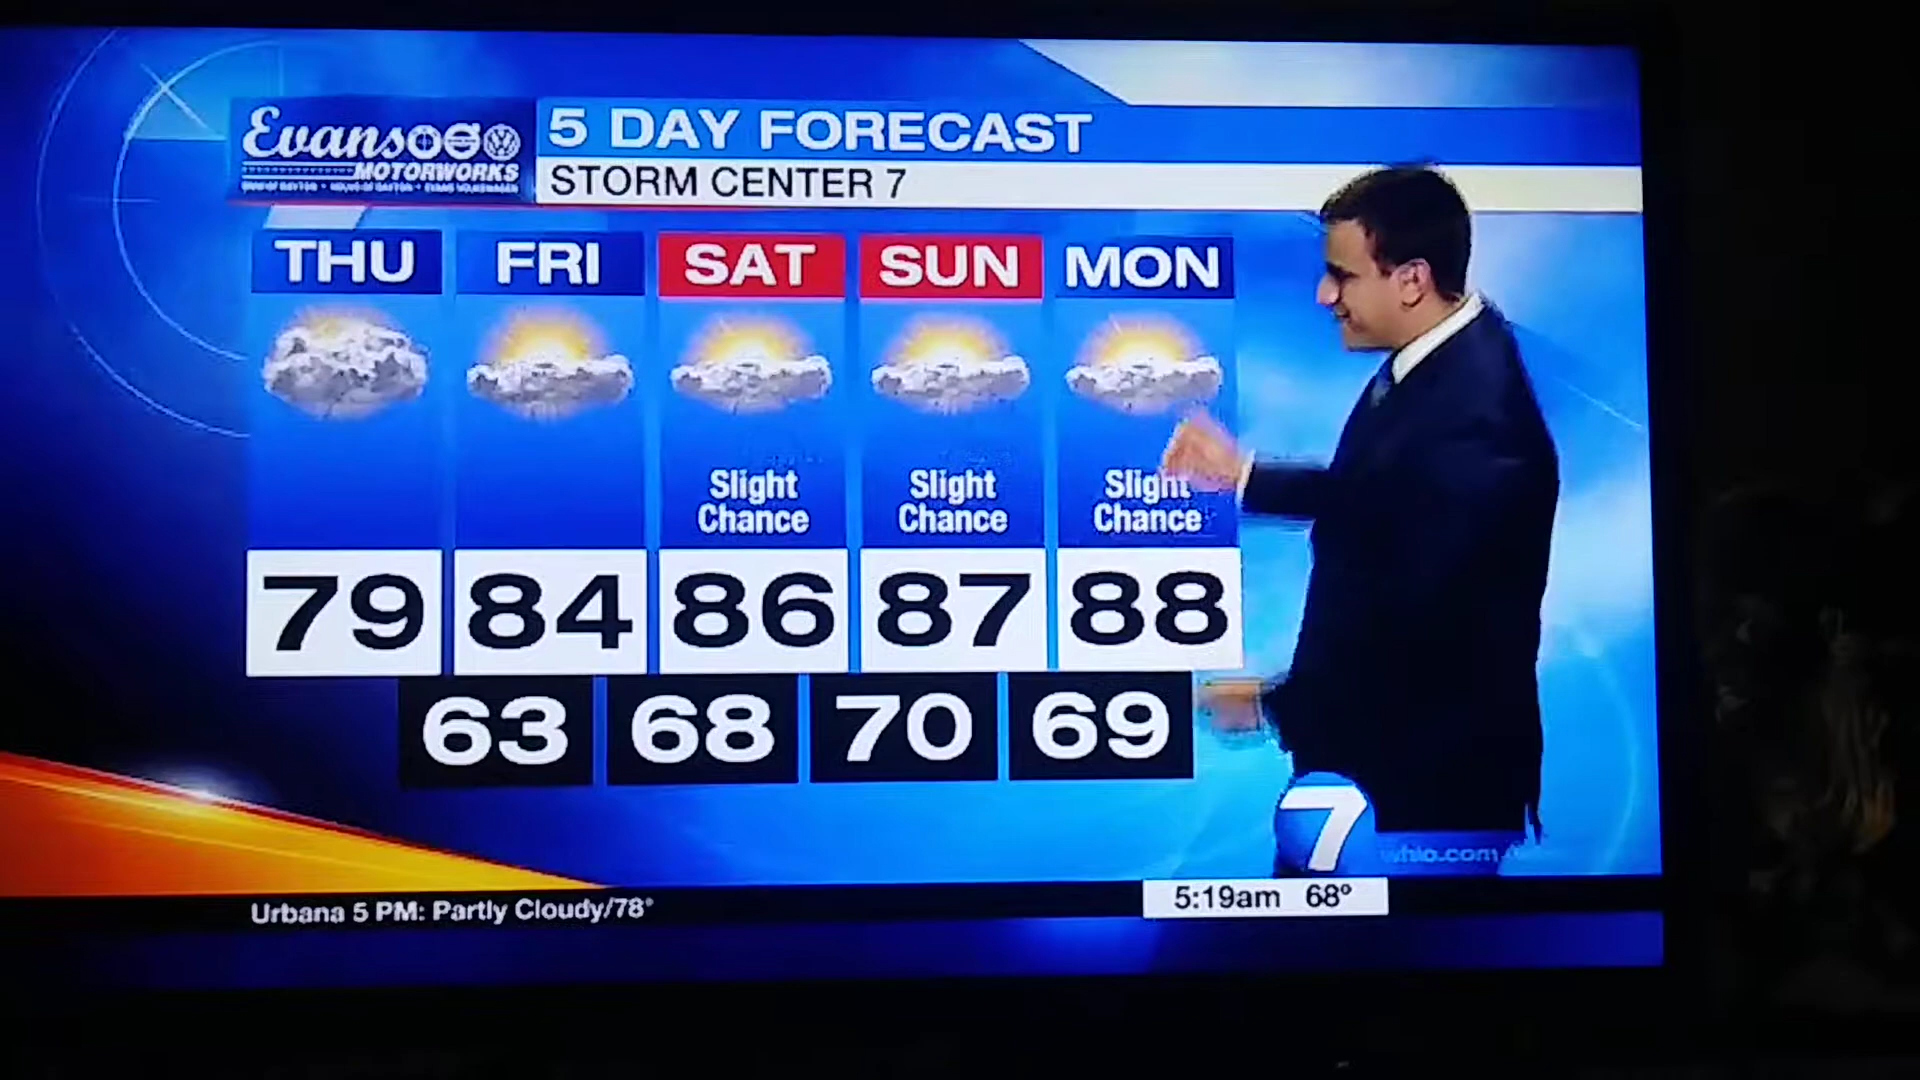 Evans
MOTORWORKS
5 DAY FORECAST
STORM CENTER 7
THU FRI SAT SUN MON
Slight Chance Slight Chance Slight Chance
79 84 86 87 88
63 68 70 69
7
whio.com
5:19am 68°
Urbana 5 PM: Partly Cloudy/78°